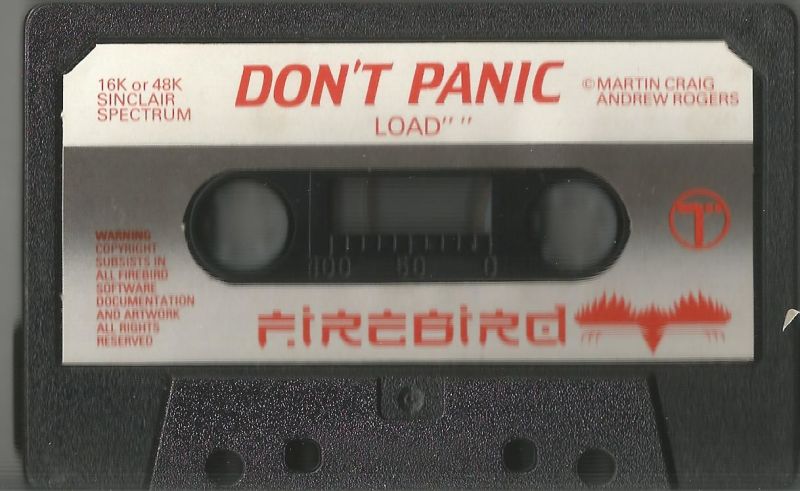 16K or 48K
SINCLAIR
SPECTRUM
DON'T PANIC
LOAD" "
© MARTIN CRAIG
ANDREW ROGERS
WARNING
COPYRIGHT
SUBSISTS IN
ALL FIREBIRD
SOFTWARE
DOCUMENTATION
AND ARTWORK
ALL RIGHTS
RESERVED
100 50 0
FIREBIRD